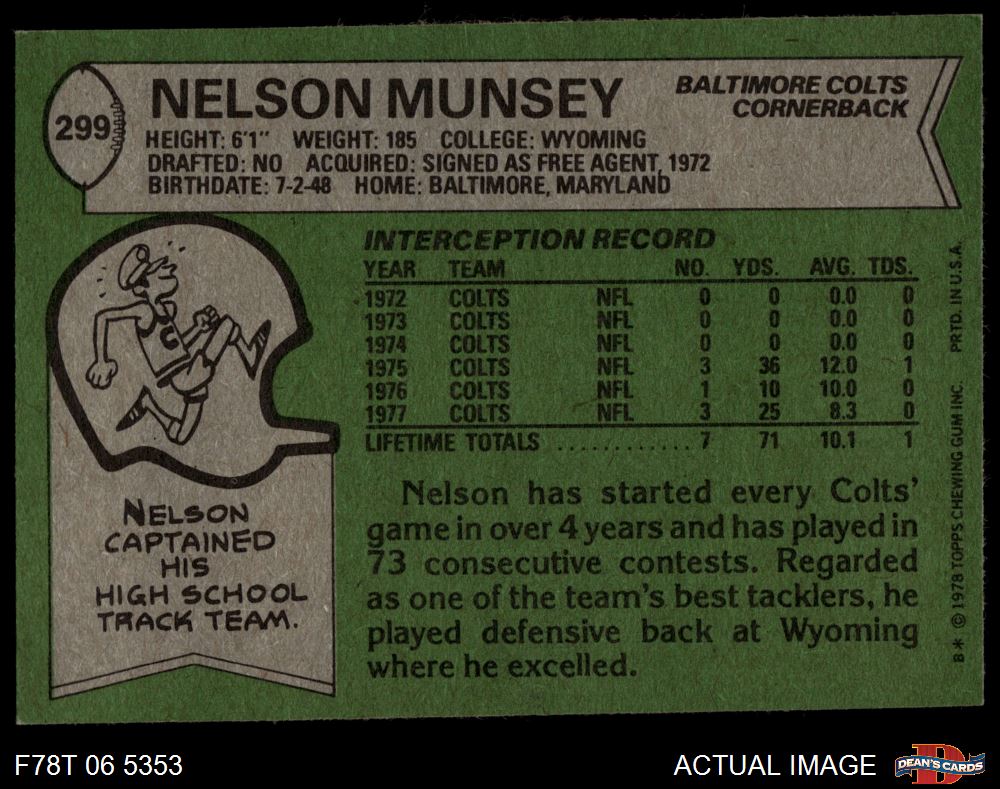 299
NELSON MUNSEY
BALTIMORE COLTS
CORNERBACK
HEIGHT: 6'1" WEIGHT: 185 COLLEGE: WYOMING
DRAFTED: NO ACQUIRED: SIGNED AS FREE AGENT, 1972
BIRTHDATE: 7-2-48 HOME: BALTIMORE, MARYLAND
C
NELSON
CAPTAINED
HIS
HIGH SCHOOL
TRACK TEAM.
INTERCEPTION RECORD
YEAR TEAM NO. YDS. AVG. TDS.
1972 COLTS NFL 0 0 0.0 0
1973 COLTS NFL 0 0 0.0 0
1974 COLTS NFL 0 0 0.0 0
1975 COLTS NFL 3 36 12.0 1
1976 COLTS NFL 1 10 10.0 0
1977 COLTS NFL 3 25 8.3 0
LIFETIME TOTALS ............ 7 71 10.1 1
Nelson has started every Colts'
game in over 4 years and has played in
73 consecutive contests. Regarded
as one of the team's best tacklers, he
played defensive back at Wyoming
where he excelled.
B* © 1978 TOPPS CHEWING GUM INC. PRTD. IN U.S.A.
F78T 06 5353
ACTUAL IMAGE
D
DEAN'S CARDS